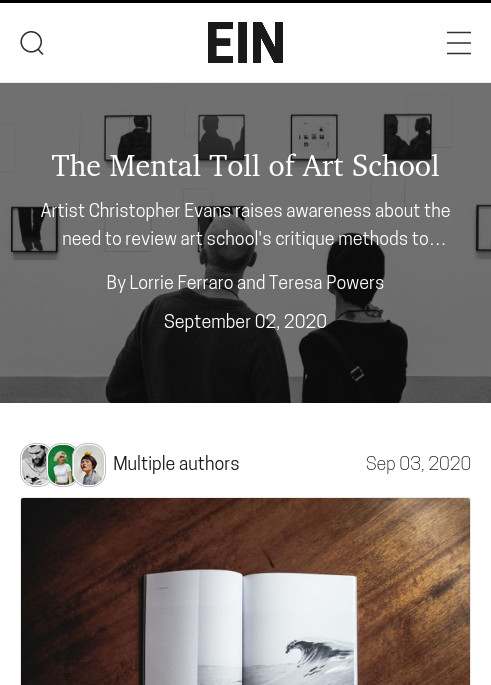 EIN
The Mental Toll of Art School
Artist Christopher Evans raises awareness about the
need to review art school's critique methods to...
By Lorrie Ferraro and Teresa Powers
September 02, 2020
Multiple authors
Sep 03, 2020